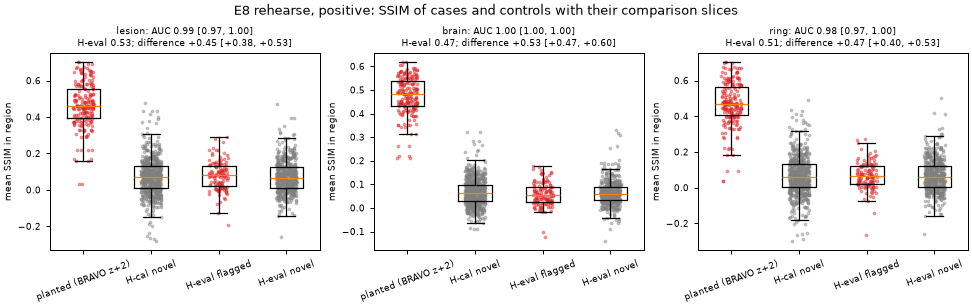 E8 rehearse, positive: SSIM of cases and controls with their comparison slices
lesion: AUC 0.99 [0.97, 1.00]
H-eval 0.53; difference +0.45 [+0.38, +0.53]
mean SSIM in region
0.6
0.4
0.2
0.0
−0.2
planted (BRAVO z+2)
H-cal novel
H-eval flagged
H-eval novel
brain: AUC 1.00 [1.00, 1.00]
H-eval 0.47; difference +0.53 [+0.47, +0.60]
mean SSIM in region
0.6
0.5
0.4
0.3
0.2
0.1
0.0
−0.1
planted (BRAVO z+2)
H-cal novel
H-eval flagged
H-eval novel
ring: AUC 0.98 [0.97, 1.00]
H-eval 0.51; difference +0.47 [+0.40, +0.53]
mean SSIM in region
0.6
0.4
0.2
0.0
−0.2
planted (BRAVO z+2)
H-cal novel
H-eval flagged
H-eval novel